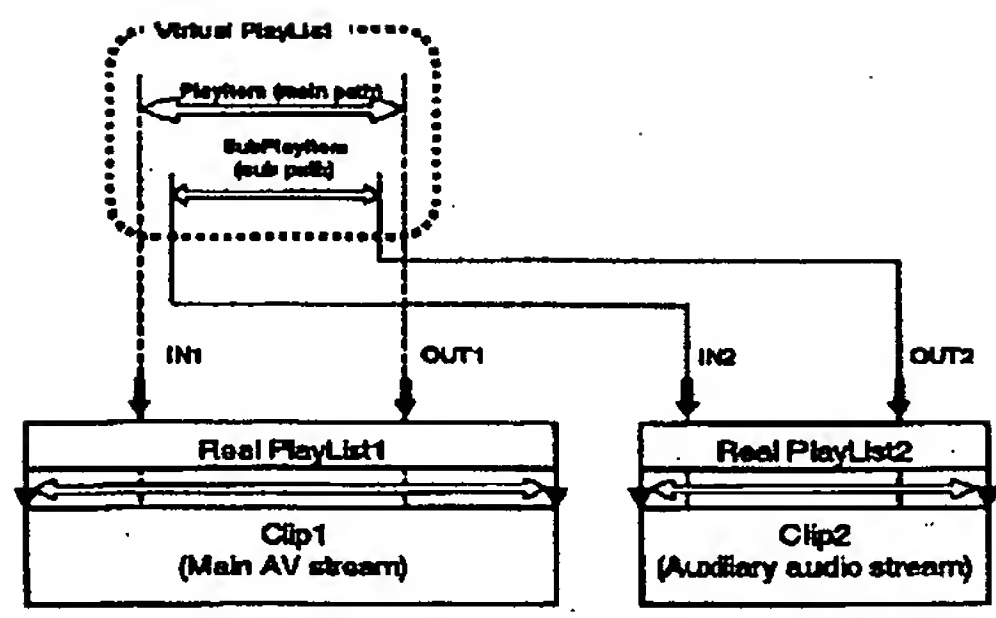 Virtual PlayList1
PlayItem (main path)
SubPlayItem
(sub path)
IN1
OUT1
IN2
OUT2
Real PlayList1
Real PlayList2
Clip1
(Main AV stream)
Clip2
(Auxiliary audio stream)